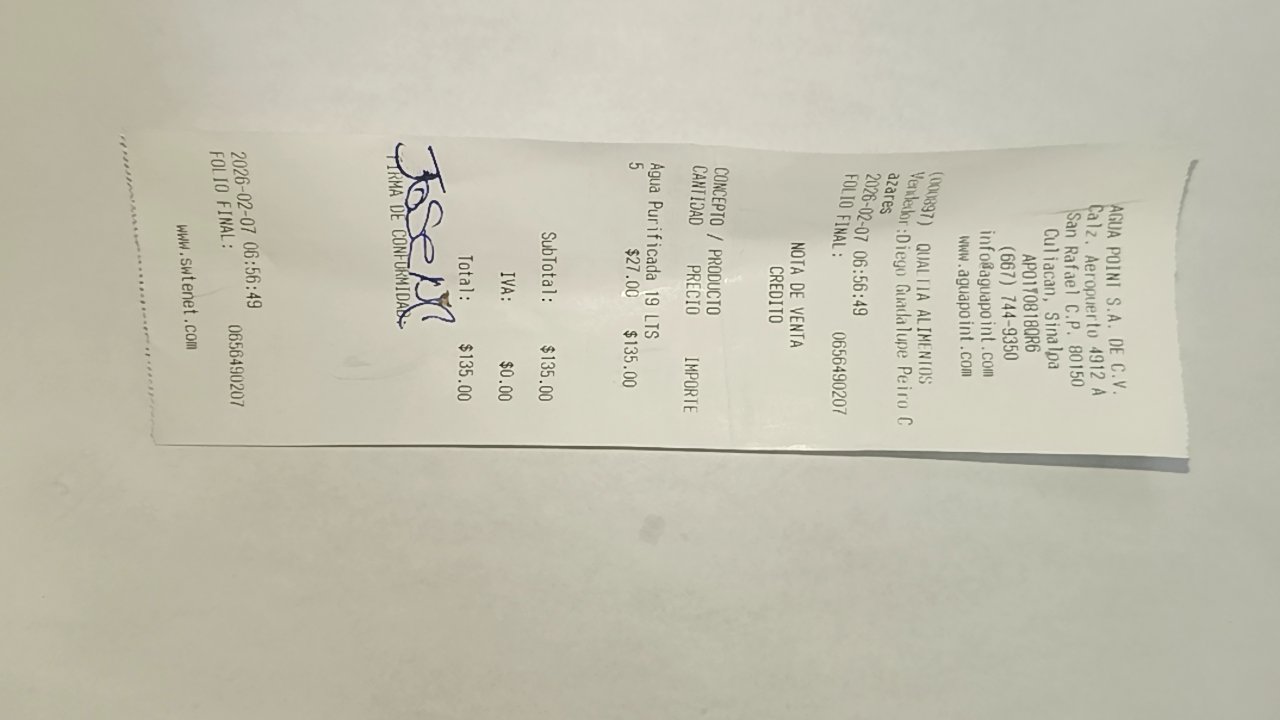 AGUA POINT S.A. DE C.V.
Calz. Aeropuerto 4912 A
San Rafael C.P. 80150
Culiacan, Sinalpa
APO170818QR6
(667) 744-9350
info@aguapoint.com
www.aguapoint.com
(000897) QUALTIA ALIMENTOS
Vendedor:Diego Guadalupe Peiro C
azares
2026-02-07 06:56:49
FOLIO FINAL: 0656490207
NOTA DE VENTA
CREDITO
CONCEPTO / PRODUCTO
CANTIDAD PRECIO IMPORTE
Agua Purificada 19 LTS
5 $27.00 $135.00
SubTotal: $135.00
IVA: $0.00
Total: $135.00
Jose
FIRMA DE CONFORMIDAD
2026-02-07 06:56:49
FOLIO FINAL: 0656490207
www.swtenet.com